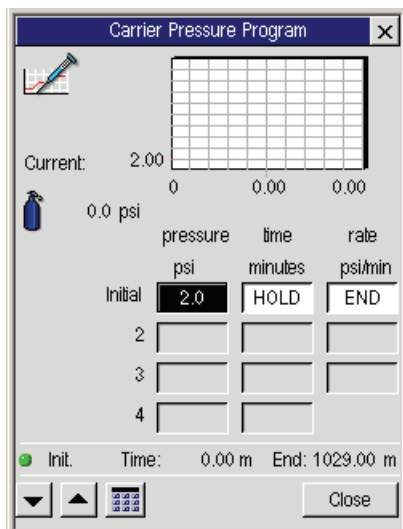 Carrier Pressure Program
Current: 2.00
0 0.00 0.00
0.0 psi
pressure time rate
psi minutes psi/min
Initial 2.0 HOLD END
2
3
4
Init. Time: 0.00 m End: 1029.00 m
Close